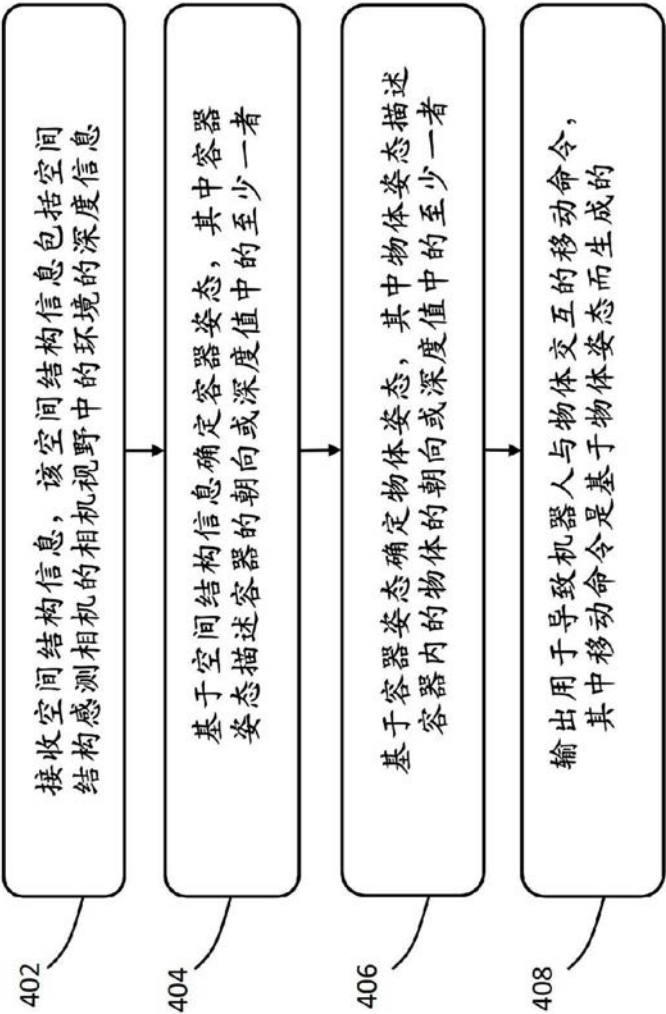 接收空间结构信息，该空间结构信息包括空间
结构感测相机的相机视野中的环境的深度信息
402
基于空间结构信息确定容器姿态，其中容器
姿态描述容器的朝向或深度值中的至少一者
404
基于容器姿态确定物体姿态，其中物体姿态描述
容器内的物体的朝向或深度值中的至少一者
406
输出用于导致机器人与物体交互的移动命令，
其中移动命令是基于物体姿态而生成的
408